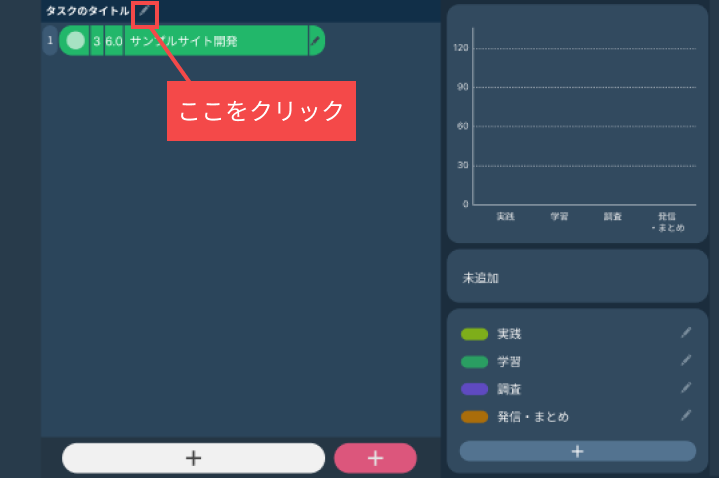 タスクのタイトル
1 3 6.0 サンプルサイト開発
ここをクリック
120
90
60
30
0
実践 学習 調査 発信
・まとめ
未追加
実践
学習
調査
発信・まとめ
+
+ +